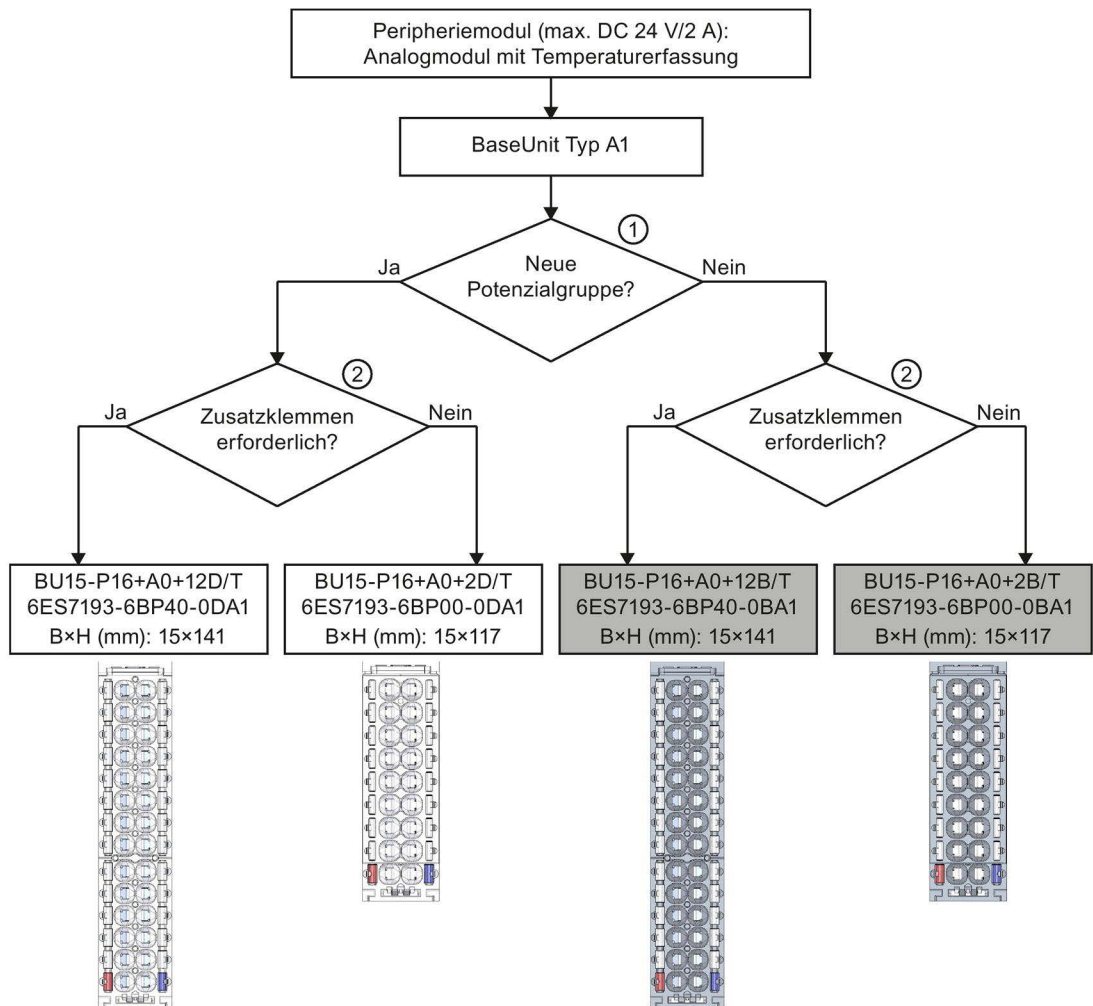 Peripheriemodul (max. DC 24 V/2 A):
Analogmodul mit Temperaturerfassung
BaseUnit Typ A1
1
Neue
Potenzialgruppe?
Ja
Nein
2
Zusatzklemmen
erforderlich?
Ja
Nein
2
Zusatzklemmen
erforderlich?
Ja
Nein
BU15-P16+A0+12D/T
6ES7193-6BP40-0DA1
B×H (mm): 15×141
BU15-P16+A0+2D/T
6ES7193-6BP00-0DA1
B×H (mm): 15×117
BU15-P16+A0+12B/T
6ES7193-6BP40-0BA1
B×H (mm): 15×141
BU15-P16+A0+2B/T
6ES7193-6BP00-0BA1
B×H (mm): 15×117